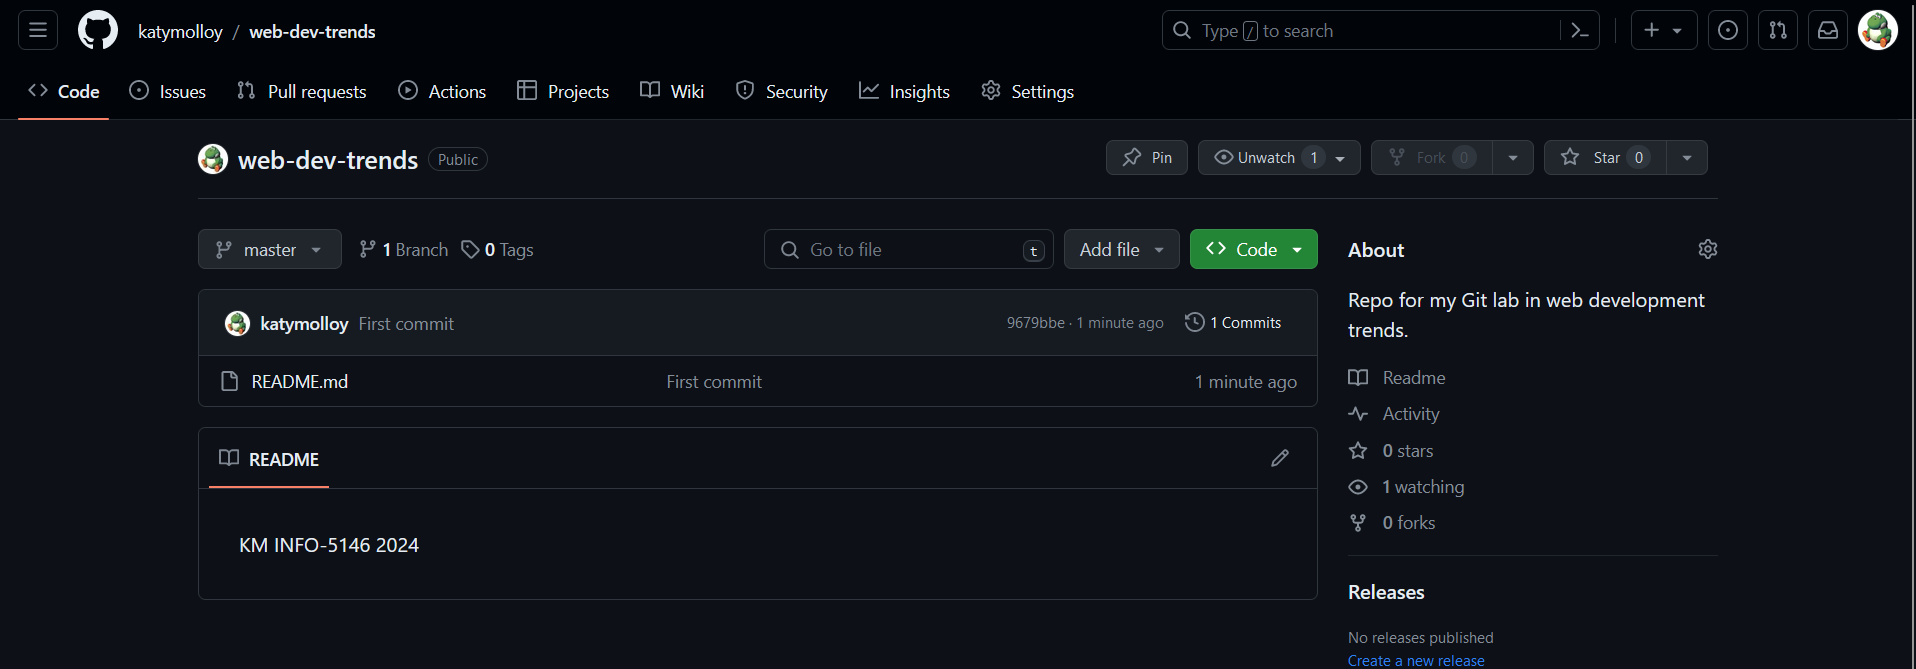 katymolloy / web-dev-trends
Type / to search
Code
Issues
Pull requests
Actions
Projects
Wiki
Security
Insights
Settings
web-dev-trends Public
Pin
Unwatch 1
Fork 0
Star 0
master
1 Branch
0 Tags
Go to file t
Add file
Code
katymolloy First commit
9679bbe · 1 minute ago
1 Commits
README.md
First commit
1 minute ago
README
KM INFO-5146 2024
About
Repo for my Git lab in web development
trends.
Readme
Activity
0 stars
1 watching
0 forks
Releases
No releases published
Create a new release